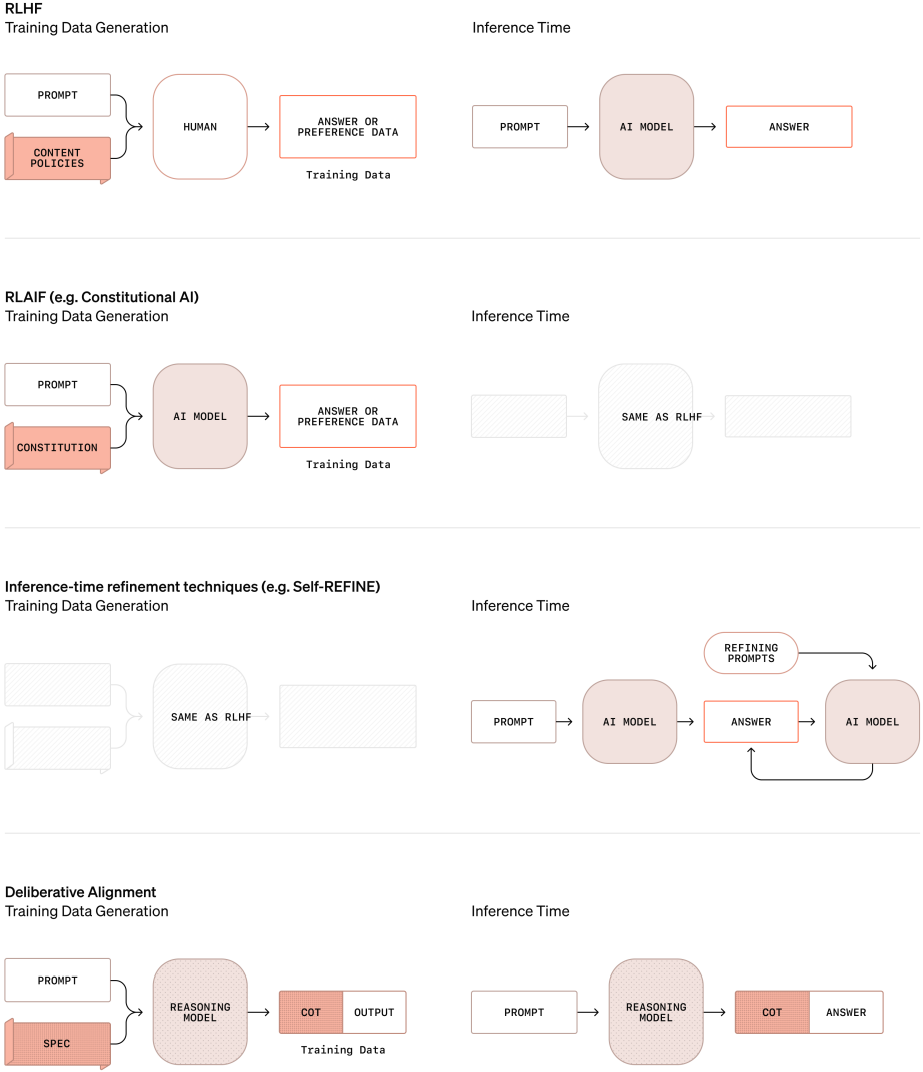 RLHF
Training Data Generation
Inference Time
PROMPT
CONTENT
POLICIES
HUMAN
ANSWER OR
PREFERENCE DATA
Training Data
PROMPT
AI MODEL
ANSWER
RLAIF (e.g. Constitutional AI)
Training Data Generation
Inference Time
PROMPT
CONSTITUTION
AI MODEL
ANSWER OR
PREFERENCE DATA
Training Data
SAME AS RLHF
Inference-time refinement techniques (e.g. Self-REFINE)
Training Data Generation
Inference Time
SAME AS RLHF
REFINING
PROMPTS
PROMPT
AI MODEL
ANSWER
AI MODEL
Deliberative Alignment
Training Data Generation
Inference Time
PROMPT
SPEC
REASONING
MODEL
COT
OUTPUT
Training Data
PROMPT
REASONING
MODEL
COT
ANSWER